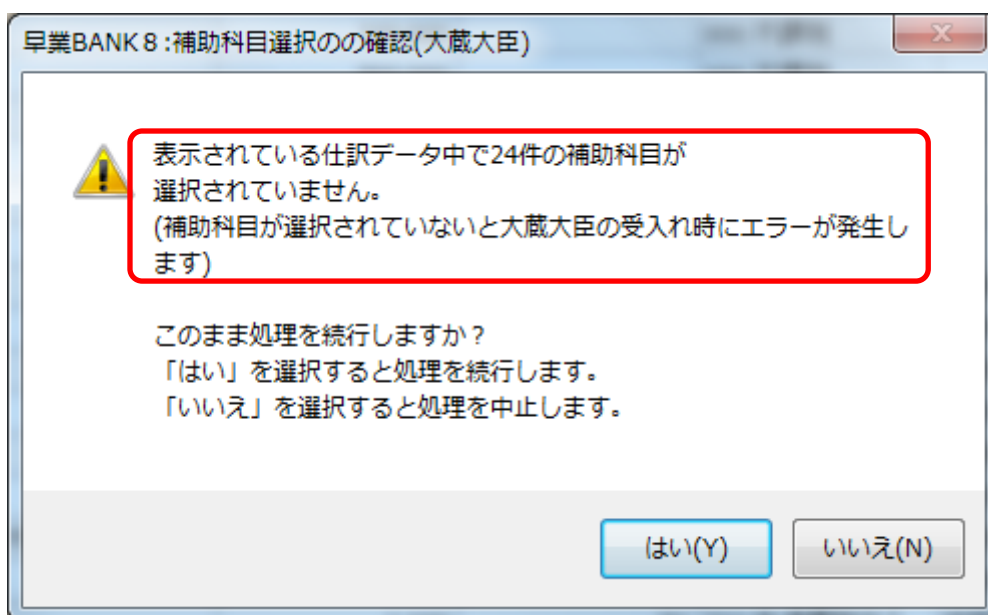 早業BANK８:補助科目選択のの確認(大蔵大臣)
表示されている仕訳データ中で24件の補助科目が
選択されていません。
(補助科目が選択されていないと大蔵大臣の受入れ時にエラーが発生し
ます)
このまま処理を続行しますか？
「はい」を選択すると処理を続行します。
「いいえ」を選択すると処理を中止します。
はい(Y)
いいえ(N)